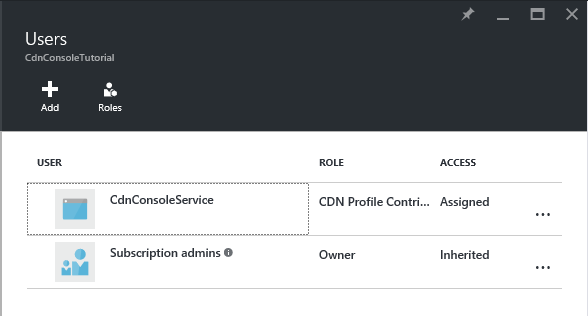 Users
CdnConsoleTutorial
Add Roles
USER ROLE ACCESS
CdnConsoleService CDN Profile Contri... Assigned ...
Subscription admins Owner Inherited ...